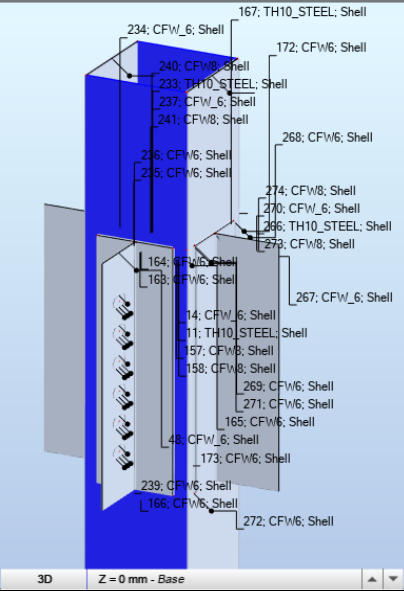 167; TH10_STEEL; Shell
234; CFW_6; Shell
172; CFW6; Shell
240; CFW8; Shell
233; TH10_STEEL; Shell
237; CFW_6; Shell
241; CFW8; Shell
268; CFW6; Shell
236; CFW6; Shell
235; CFW6; Shell
274; CFW8; Shell
270; CFW_6; Shell
266; TH10_STEEL; Shell
273; CFW8; Shell
164; CFW6; Shell
163; CFW6; Shell
267; CFW_6; Shell
14; CFW_6; Shell
11; TH10_STEEL; Shell
157; CFW8; Shell
158; CFW8; Shell
269; CFW6; Shell
271; CFW6; Shell
165; CFW6; Shell
48; CFW_6; Shell
173; CFW6; Shell
239; CFW6; Shell
166; CFW6; Shell
272; CFW6; Shell
3D Z = 0 mm - Base